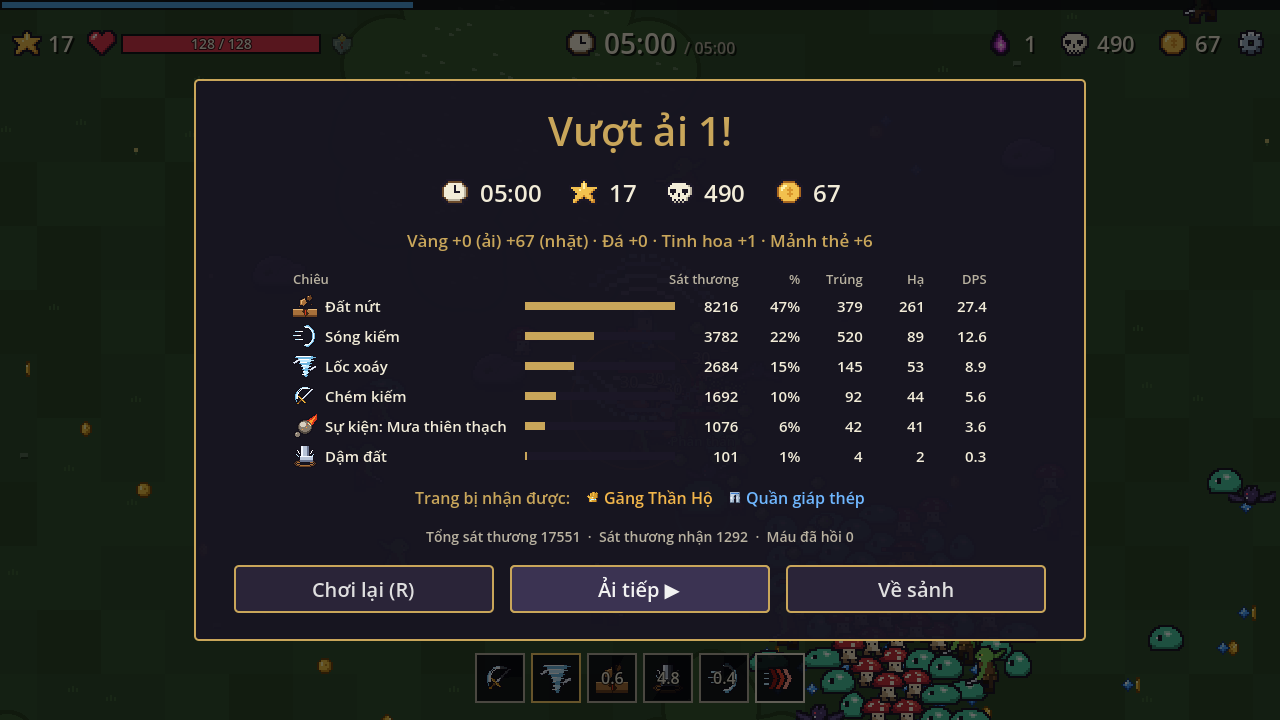 17 128 / 128 05:00 / 05:00 1 490 67
Vượt ải 1!
05:00 17 490 67
Vàng +0 (ải) +67 (nhặt) · Đá +0 · Tinh hoa +1 · Mảnh thẻ +6
Chiêu Sát thương % Trúng Hạ DPS
Đất nứt 8216 47% 379 261 27.4
Sóng kiếm 3782 22% 520 89 12.6
Lốc xoáy 2684 15% 145 53 8.9
Chém kiếm 1692 10% 92 44 5.6
Sự kiện: Mưa thiên thạch 1076 6% 42 41 3.6
Dậm đất 101 1% 4 2 0.3
Trang bị nhận được: Găng Thần Hộ Quần giáp thép
Tổng sát thương 17551 · Sát thương nhận 1292 · Máu đã hồi 0
Chơi lại (R) Ải tiếp ▶ Về sảnh
0.6 4.8 0.4